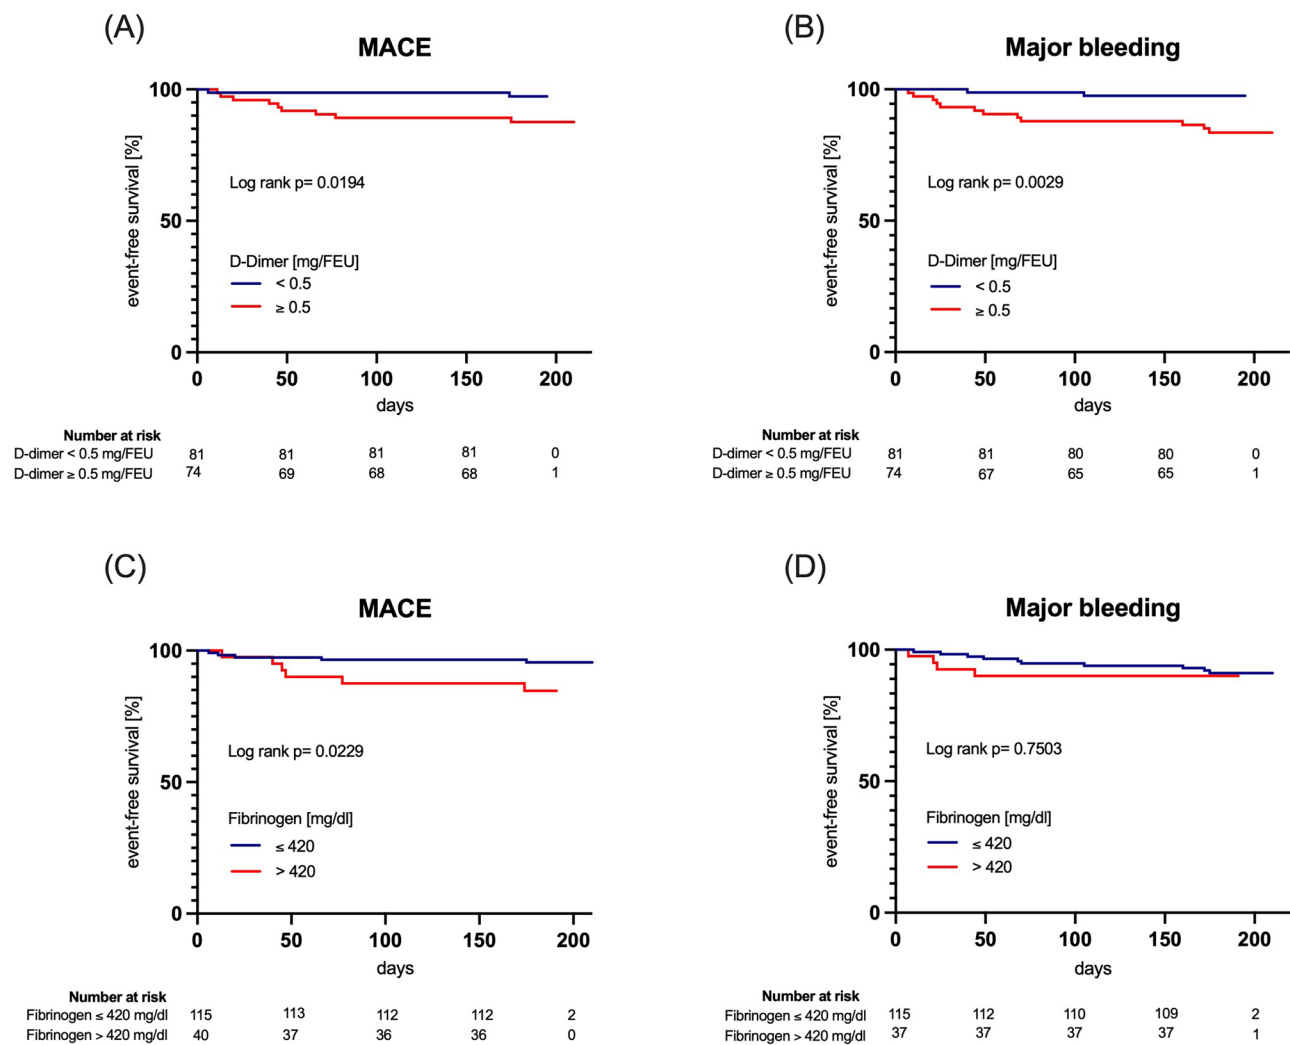 (A)
MACE
event-free survival [%]
100
50
0
Log rank p= 0.0194
D-Dimer [mg/FEU]
< 0.5
≥ 0.5
0 50 100 150 200
days
Number at risk
D-dimer < 0.5 mg/FEU 81 81 81 81 0
D-dimer ≥ 0.5 mg/FEU 74 69 68 68 1
(B)
Major bleeding
event-free survival [%]
100
50
0
Log rank p= 0.0029
D-Dimer [mg/FEU]
< 0.5
≥ 0.5
0 50 100 150 200
days
Number at risk
D-dimer < 0.5 mg/FEU 81 81 80 80 0
D-dimer ≥ 0.5 mg/FEU 74 67 65 65 1
(C)
MACE
event-free survival [%]
100
50
0
Log rank p= 0.0229
Fibrinogen [mg/dl]
≤ 420
> 420
0 50 100 150 200
days
Number at risk
Fibrinogen ≤ 420 mg/dl 115 113 112 112 2
Fibrinogen > 420 mg/dl 40 37 36 36 0
(D)
Major bleeding
event-free survival [%]
100
50
0
Log rank p= 0.7503
Fibrinogen [mg/dl]
≤ 420
> 420
0 50 100 150 200
days
Number at risk
Fibrinogen ≤ 420 mg/dl 115 112 110 109 2
Fibrinogen > 420 mg/dl 37 37 37 37 1